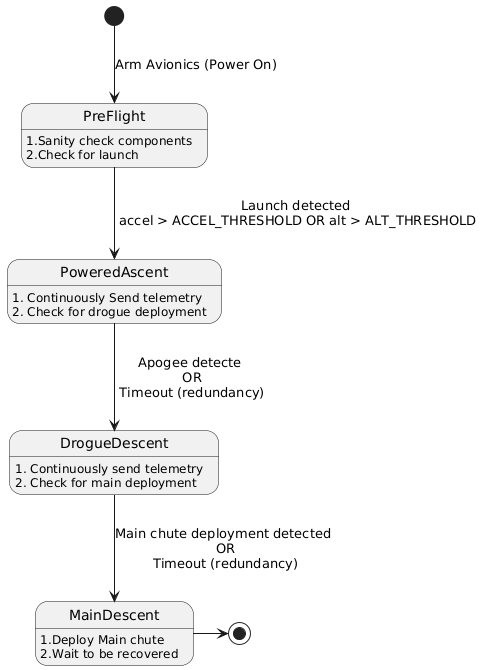 Arm Avionics (Power On)
PreFlight
1.Sanity check components
2.Check for launch
Launch detected
accel > ACCEL_THRESHOLD OR alt > ALT_THRESHOLD
PoweredAscent
1. Continuously Send telemetry
2. Check for drogue deployment
Apogee detecte
OR
Timeout (redundancy)
DrogueDescent
1. Continuously send telemetry
2. Check for main deployment
Main chute deployment detected
OR
Timeout (redundancy)
MainDescent
1.Deploy Main chute
2.Wait to be recovered